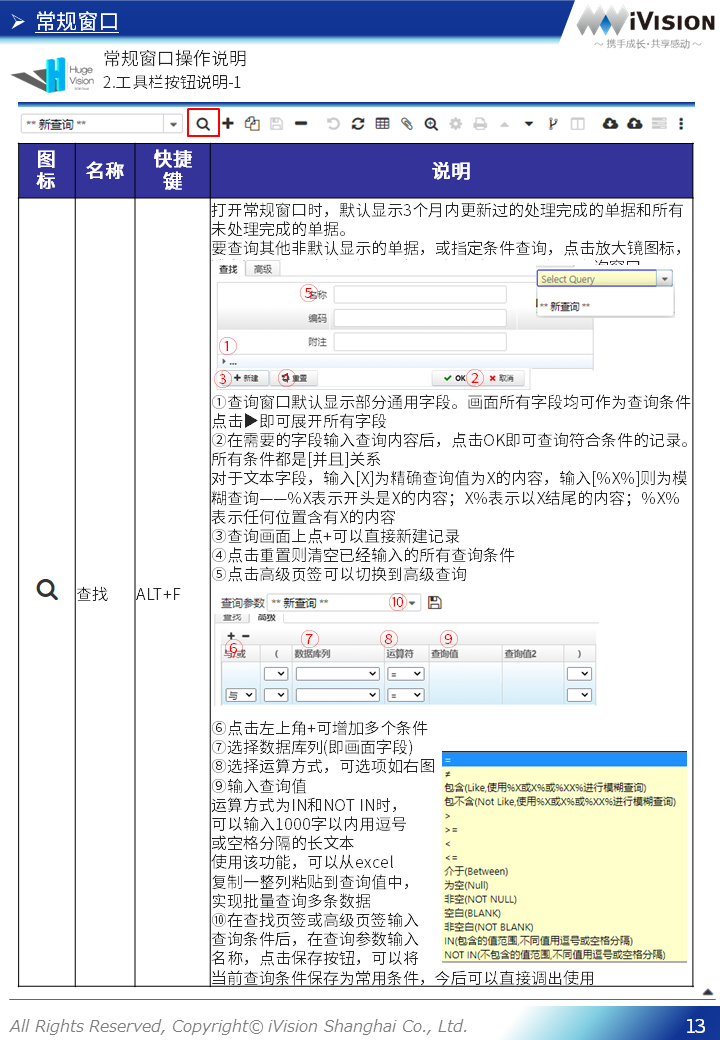 ➢ 常规窗口
iVision
～ 携手成长·共享感动 ～
Huge
Vision
常规窗口操作说明
2.工具栏按钮说明-1
** 新查询 **
图标 名称 快捷键 说明
打开常规窗口时，默认显示3个月内更新过的处理完成的单据和所有
未处理完成的单据。
要查询其他非默认显示的单据，或指定条件查询，点击放大镜图标，
查找 高级
Select Query
** 新查询 **
⑤ 名称
编码
附注
①
...
③ 新建 重置 OK ② 取消
①查询窗口默认显示部分通用字段。画面所有字段均可作为查询条件
点击▶即可展开所有字段
②在需要的字段输入查询内容后，点击OK即可查询符合条件的记录。
所有条件都是[并且]关系
对于文本字段，输入[X]为精确查询值为X的内容，输入[%X%]则为模
糊查询——%X表示开头是X的内容；X%表示以X结尾的内容；%X%
表示任何位置含有X的内容
③查询画面上点+可以直接新建记录
④点击重置则清空已经输入的所有查询条件
⑤点击高级页签可以切换到高级查询
查找 ALT+F
查询参数 ** 新查询 ** ⑩
查找 高级
⑥ ⑦ ⑧ ⑨
与/或 ( 数据库列 运算符 查询值 查询值2 )
=
与 =
⑥点击左上角+可增加多个条件
⑦选择数据库列(即画面字段)
⑧选择运算方式，可选项如右图
⑨输入查询值
运算方式为IN和NOT IN时，
可以输入1000字以内用逗号
或空格分隔的长文本
使用该功能，可以从excel
复制一整列粘贴到查询值中，
实现批量查询多条数据
⑩在查找页签或高级页签输入
查询条件后，在查询参数输入
名称，点击保存按钮，可以将
当前查询条件保存为常用条件，今后可以直接调出使用
=
≠
包含(Like,使用%X或X%或%XX%进行模糊查询)
包不含(Not Like,使用%X或X%或%XX%进行模糊查询)
>
>=
<
<=
介于(Between)
为空(Null)
非空(NOT NULL)
空白(BLANK)
非空白(NOT BLANK)
IN(包含的值范围,不同值用逗号或空格分隔)
NOT IN(不包含的值范围,不同值用逗号或空格分隔)
All Rights Reserved, Copyright© iVision Shanghai Co., Ltd.
13